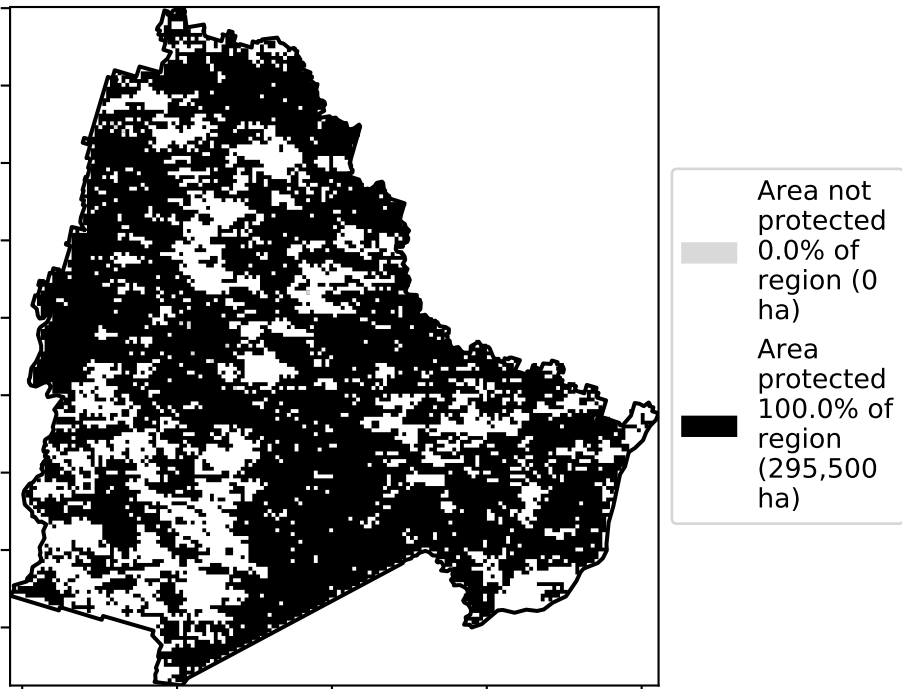 Area not
protected
0.0% of
region (0
ha)
Area
protected
100.0% of
region
(295,500
ha)